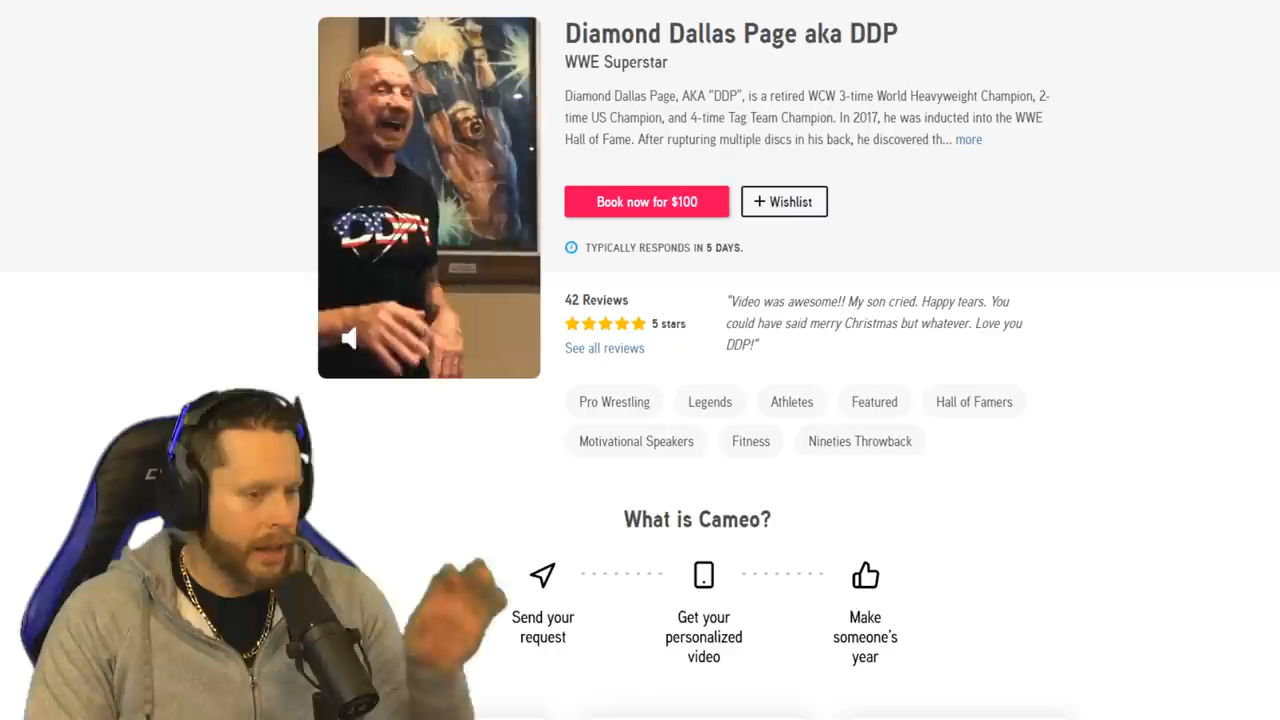 Diamond Dallas Page aka DDP
WWE Superstar
Diamond Dallas Page, AKA "DDP", is a retired WCW 3-time World Heavyweight Champion, 2-
time US Champion, and 4-time Tag Team Champion. In 2017, he was inducted into the WWE
Hall of Fame. After rupturing multiple discs in his back, he discovered th... more
Book now for $100
+ Wishlist
TYPICALLY RESPONDS IN 5 DAYS.
42 Reviews
5 stars
See all reviews
"Video was awesome!! My son cried. Happy tears. You
could have said merry Christmas but whatever. Love you
DDP!"
Pro Wrestling
Legends
Athletes
Featured
Hall of Famers
Motivational Speakers
Fitness
Nineties Throwback
What is Cameo?
Send your
request
Get your
personalized
video
Make
someone's
year
DDPY